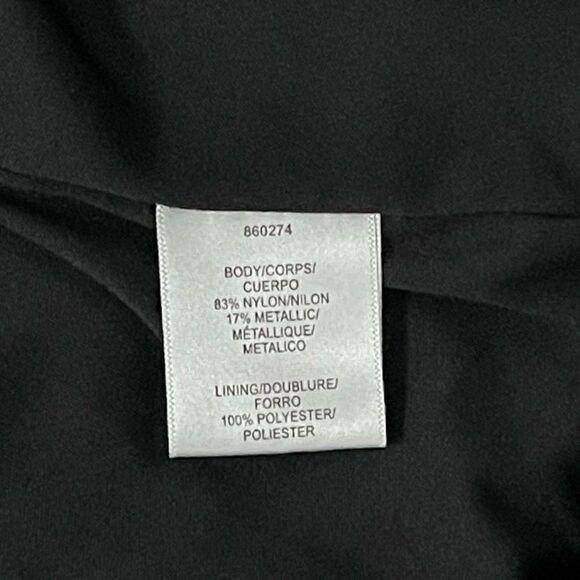 860274
BODY/CORPS/
CUERPO
83% NYLON/NILON
17% METALLIC/
MÉTALLIQUE/
METALICO
LINING/DOUBLURE/
FORRO
100% POLYESTER/
POLIESTER